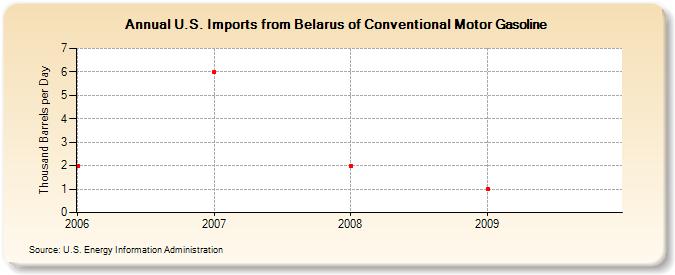 Annual U.S. Imports from Belarus of Conventional Motor Gasoline
Thousand Barrels per Day
7
6
5
4
3
2
1
0
2006 2007 2008 2009
Source: U.S. Energy Information Administration